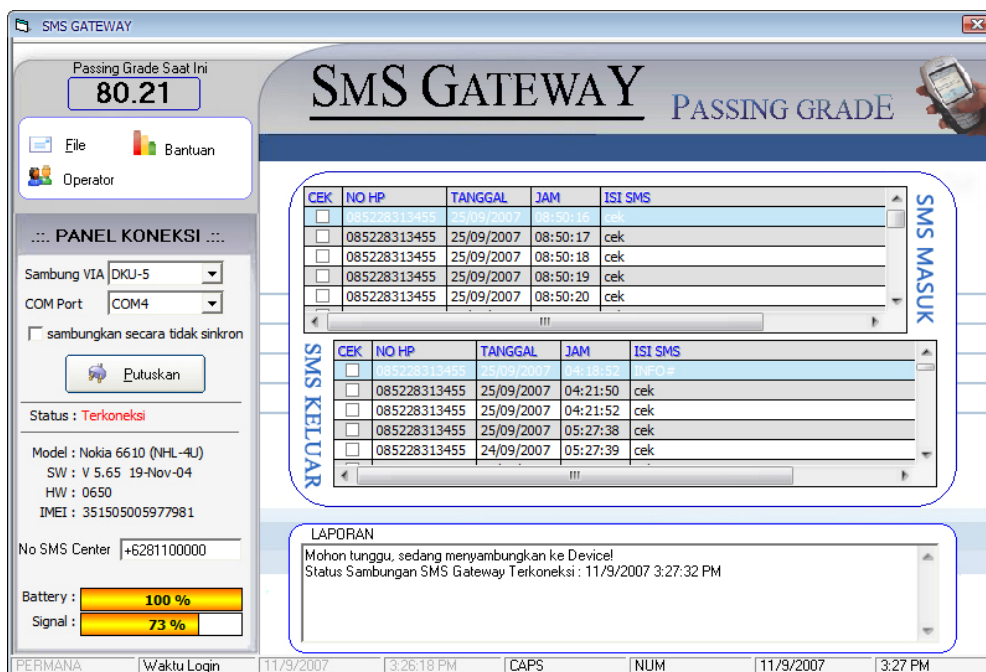 SMS GATEWAY
Passing Grade Saat Ini
80.21
File
Bantuan
Operator
SMS GATEWAY
PASSING GRADE
.::. PANEL KONEKSI .::.
Sambung VIA DKU-5
COM Port COM4
sambungkan secara tidak sinkron
Putuskan
Status : Terkoneksi
Model : Nokia 6610 (NHL-4U)
SW : V 5.65 19-Nov-04
HW : 0650
IMEI : 351505005977981
No SMS Center +6281100000
Battery : 100 %
Signal : 73 %
CEK NO HP TANGGAL JAM ISI SMS
085228313455 25/09/2007 08:50:16 cek
085228313455 25/09/2007 08:50:17 cek
085228313455 25/09/2007 08:50:18 cek
085228313455 25/09/2007 08:50:19 cek
085228313455 25/09/2007 08:50:20 cek
SMS MASUK
SMS KELUAR
CEK NO HP TANGGAL JAM ISI SMS
085228313455 25/09/2007 04:18:52 INFO#
085228313455 25/09/2007 04:21:50 cek
085228313455 25/09/2007 04:21:52 cek
085228313455 25/09/2007 05:27:38 cek
085228313455 24/09/2007 05:27:39 cek
LAPORAN
Mohon tunggu, sedang menyambungkan ke Device!
Status Sambungan SMS Gateway Terkoneksi : 11/9/2007 3:27:32 PM
PERMANA Waktu Login 11/9/2007 3:26:18 PM CAPS NUM 11/9/2007 3:27 PM